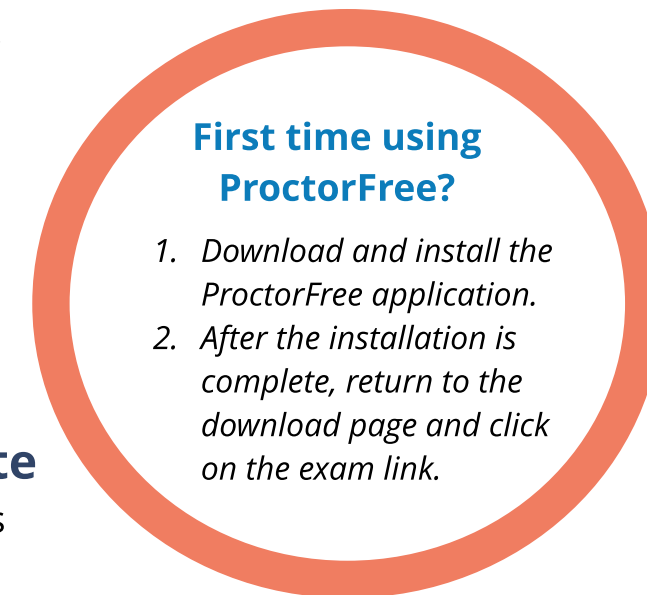 First time using
ProctorFree?
1. Download and install the
ProctorFree application.
2. After the installation is
complete, return to the
download page and click
on the exam link.
te
s